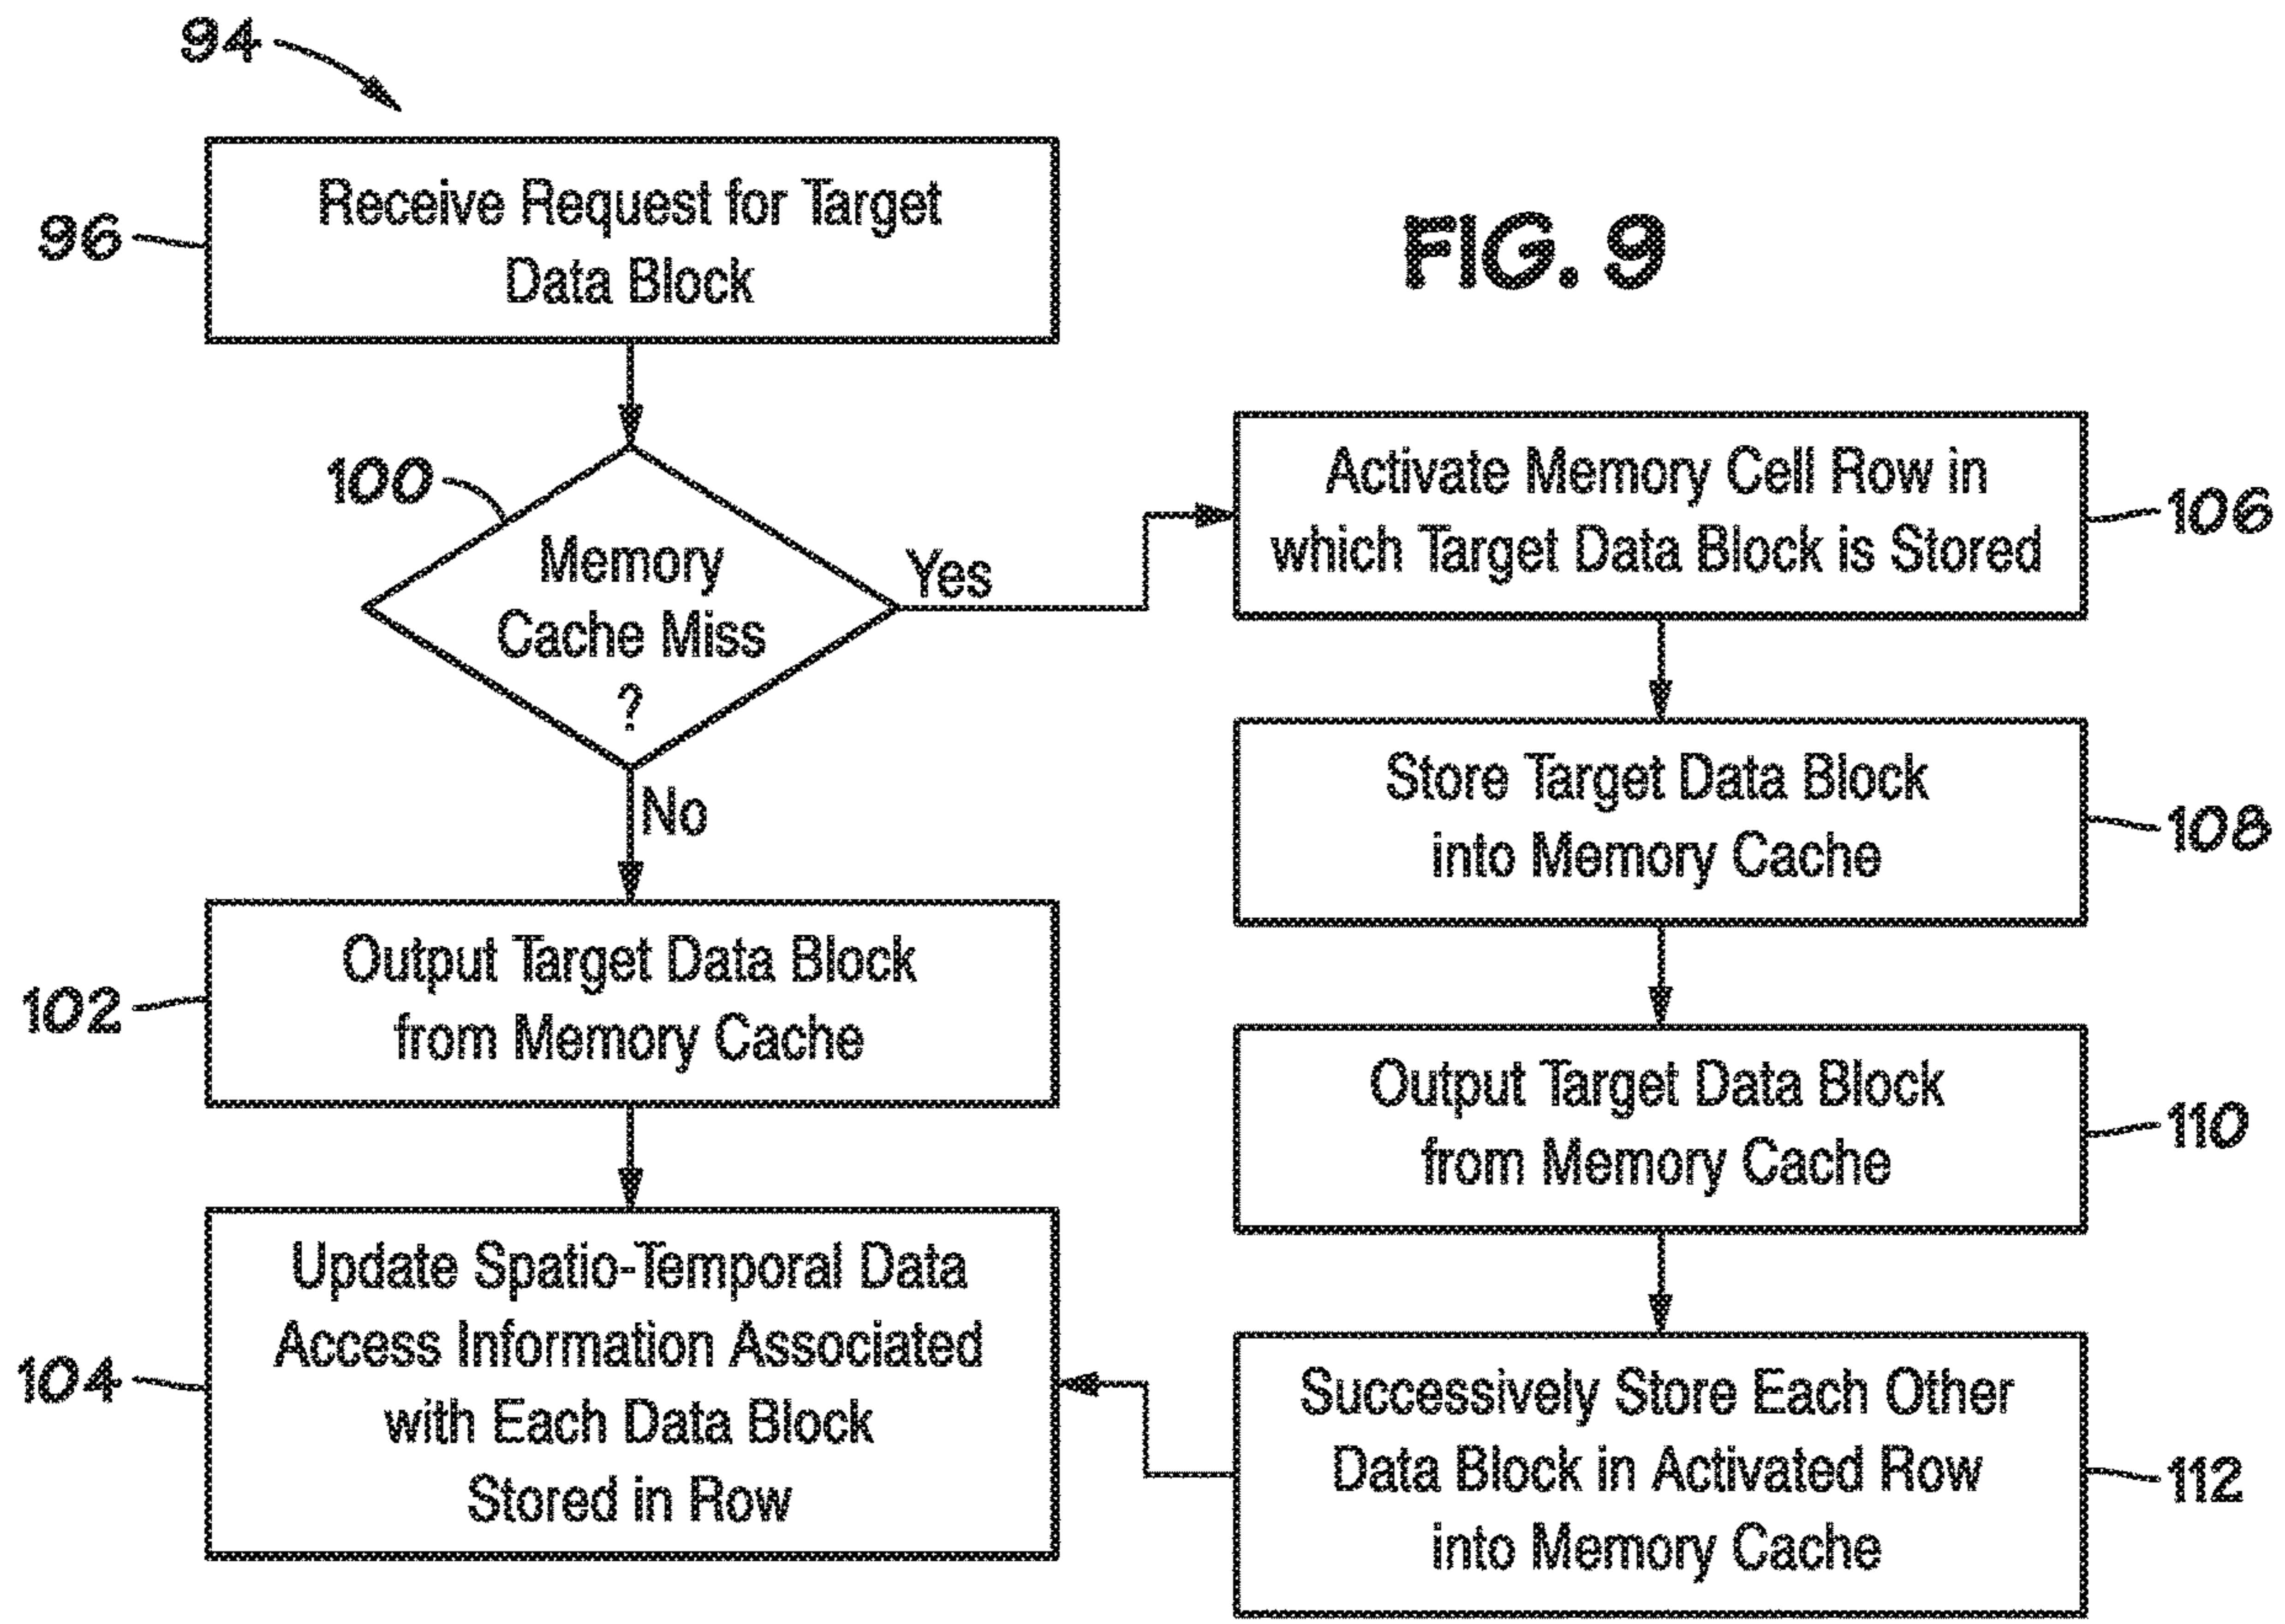 94
96
Receive Request for Target
Data Block
FIG. 9
100
Memory
Cache Miss
?
Yes
No
102
Output Target Data Block
from Memory Cache
104
Update Spatio-Temporal Data
Access Information Associated
with Each Data Block
Stored in Row
Activate Memory Cell Row in
which Target Data Block is Stored
106
Store Target Data Block
into Memory Cache
108
Output Target Data Block
from Memory Cache
110
Successively Store Each Other
Data Block in Activated Row
into Memory Cache
112